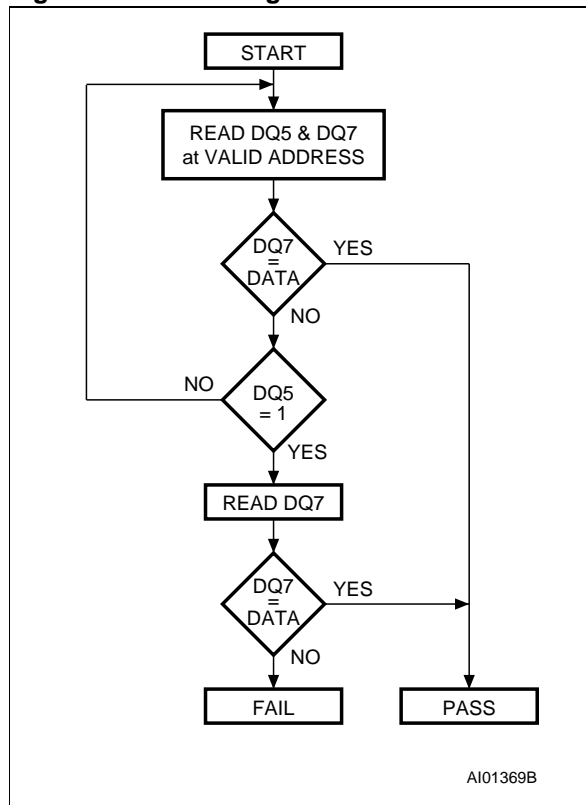 START
READ DQ5 & DQ7
at VALID ADDRESS
DQ7
=
DATA
YES
NO
NO
DQ5
= 1
YES
READ DQ7
DQ7
=
DATA
YES
NO
FAIL
PASS
AI01369B